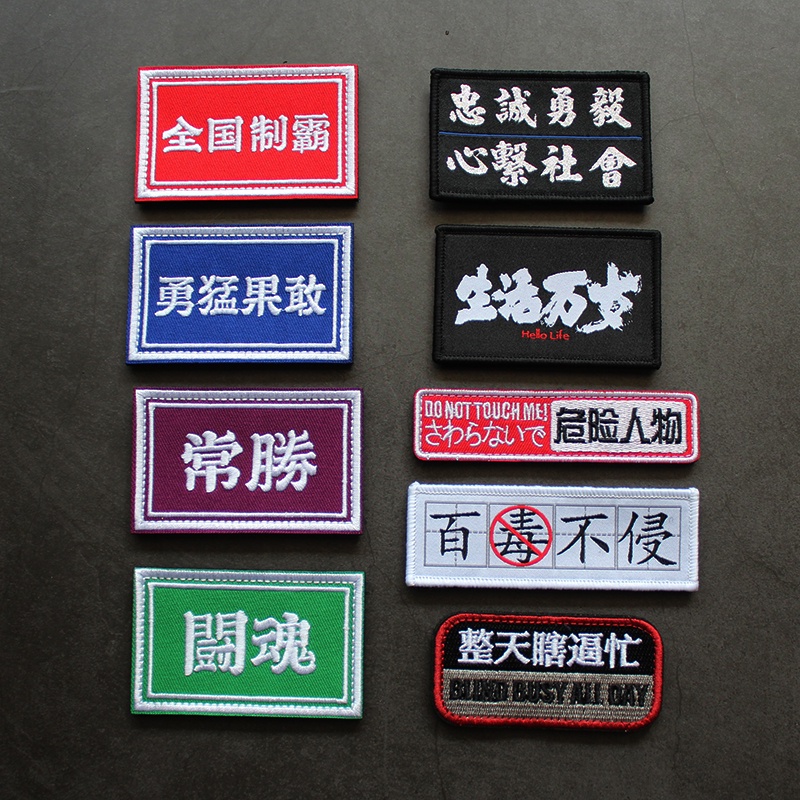 全国制霸
勇猛果敢
常勝
闘魂
忠誠勇毅
心繫社會
生活万岁
Hello Life
DO NOT TOUCH ME!
さわらないで
危险人物
百毒不侵
整天瞎逼忙
BLIND BUSY ALL DAY